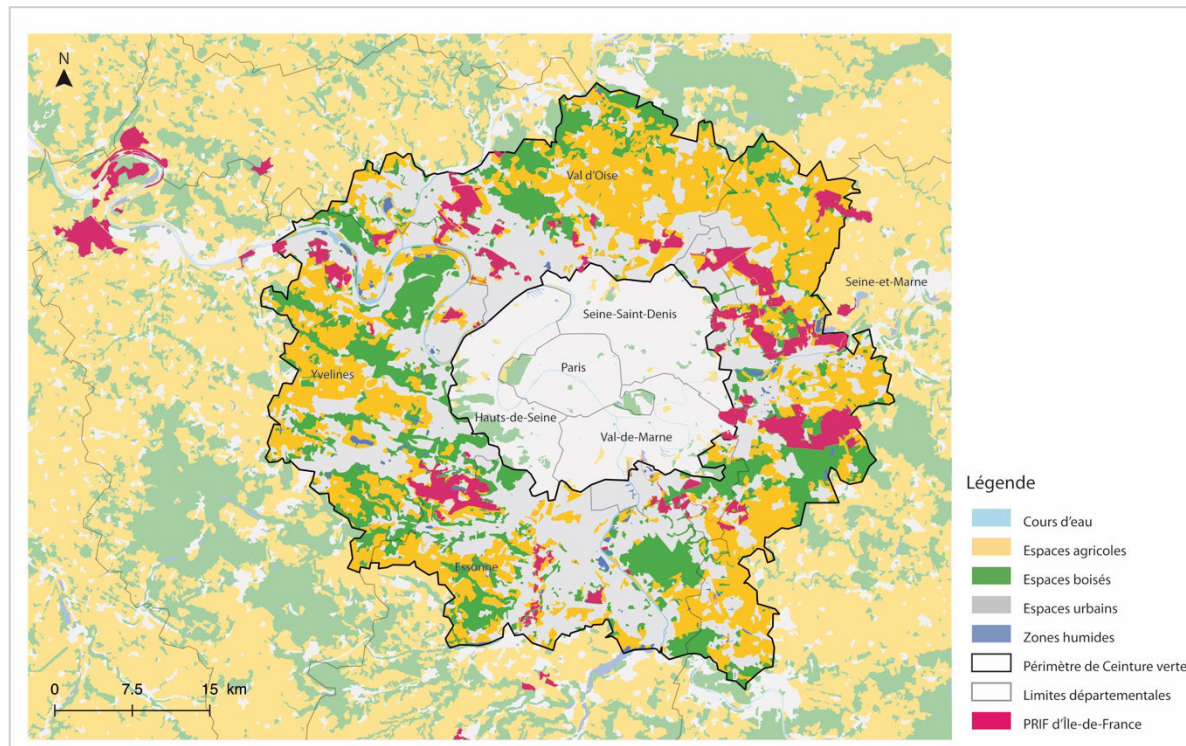 N
Val d'Oise
Seine-et-Marne
Seine-Saint-Denis
Paris
Yvelines
Hauts-de-Seine
Val-de-Marne
Essonne
0 7.5 15 km
Légende
Cours d'eau
Espaces agricoles
Espaces boisés
Espaces urbains
Zones humides
Périmètre de Ceinture verte
Limites départementales
PRIF d'Île-de-France